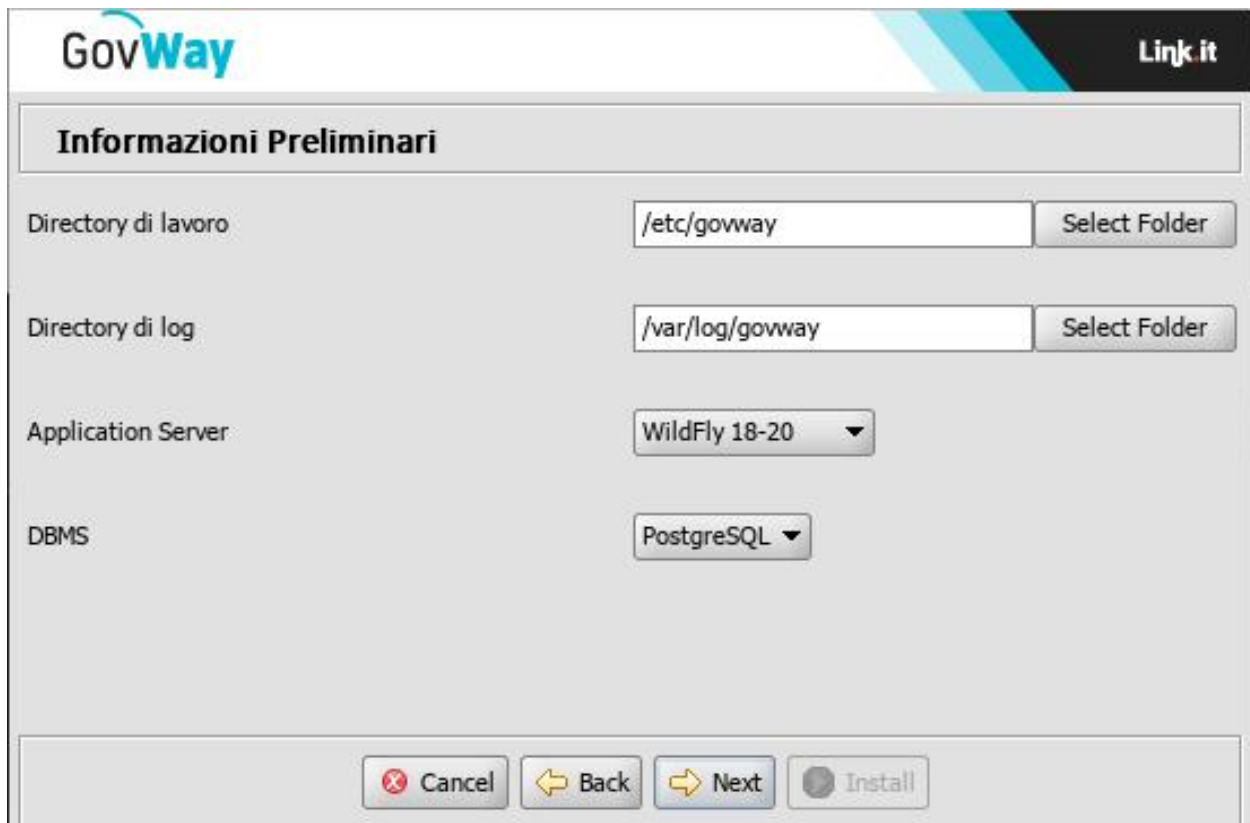 GovWay
Link.it
Informazioni Preliminari
Directory di lavoro
/etc/govway
Select Folder
Directory di log
/var/log/govway
Select Folder
Application Server
WildFly 18-20
DBMS
PostgreSQL
Cancel
Back
Next
Install